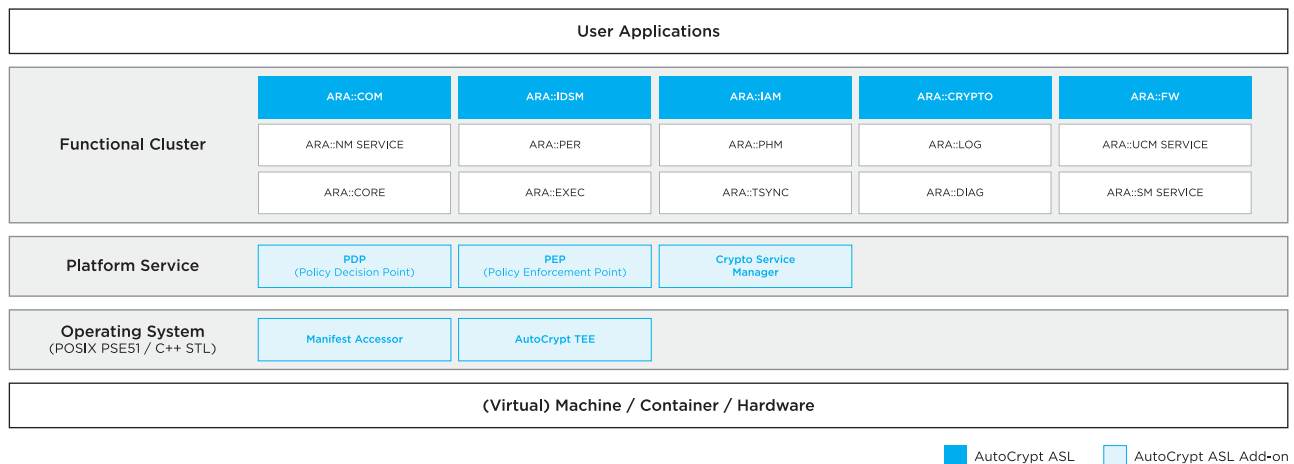 User Applications
Functional Cluster
ARA::COM
ARA::IDSM
ARA::IAM
ARA::CRYPTO
ARA::FW
ARA::NM SERVICE
ARA::PER
ARA::PHM
ARA::LOG
ARA::UCM SERVICE
ARA::CORE
ARA::EXEC
ARA::TSYNC
ARA::DIAG
ARA::SM SERVICE
Platform Service
PDP
(Policy Decision Point)
PEP
(Policy Enforcement Point)
Crypto Service
Manager
Operating System
(POSIX PSE51 / C++ STL)
Manifest Accessor
AutoCrypt TEE
(Virtual) Machine / Container / Hardware
AutoCrypt ASL
AutoCrypt ASL Add-on